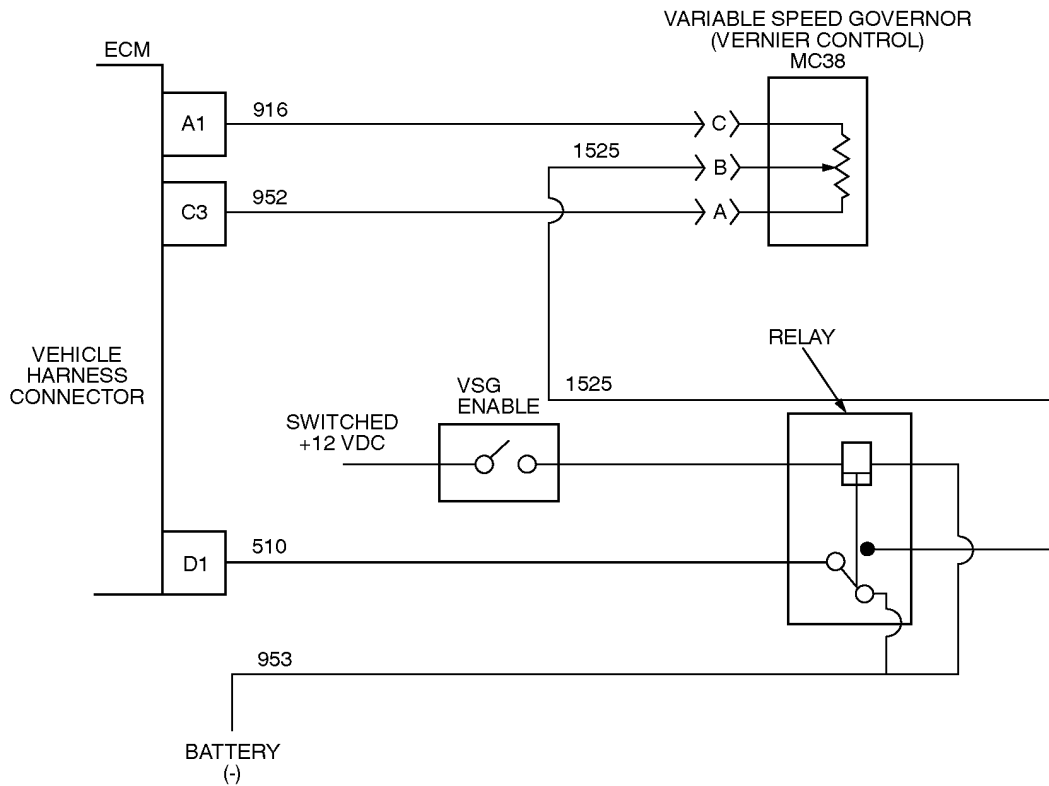 VARIABLE SPEED GOVERNOR
(VERNIER CONTROL)
MC38
ECM
A1
916
C
1525
B
C3
952
A
VEHICLE
HARNESS
CONNECTOR
RELAY
1525
VSG
ENABLE
SWITCHED
+12 VDC
D1
510
953
BATTERY
(-)